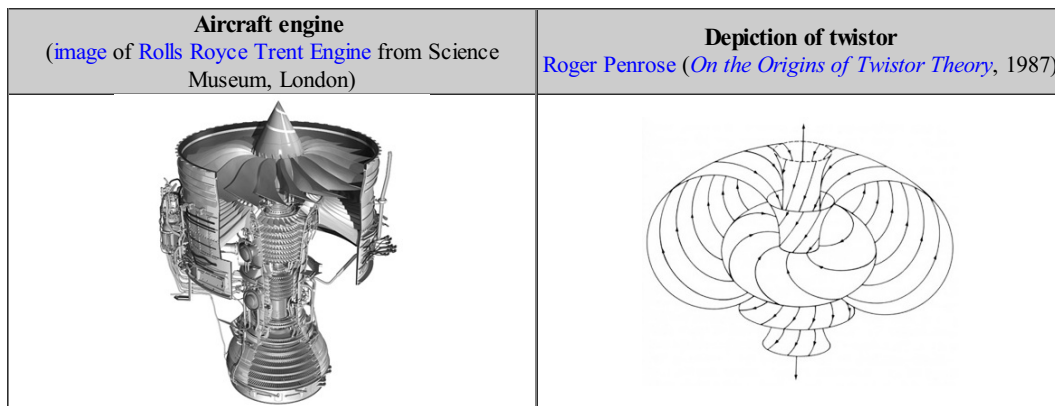 Aircraft engine
(image of Rolls Royce Trent Engine from Science
Museum, London)
Depiction of twistor
Roger Penrose (On the Origins of Twistor Theory, 1987)